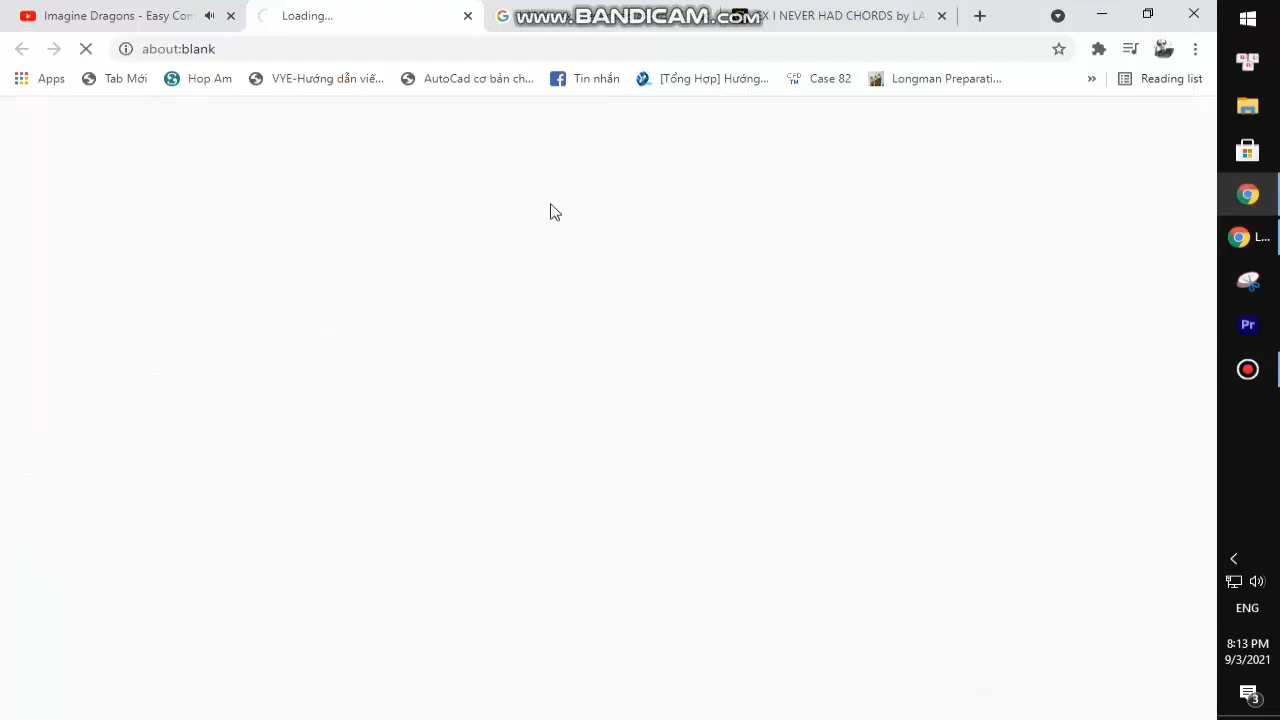 Imagine Dragons - Easy Com
Loading...
www.BANDICAM.com
X I NEVER HAD CHORDS by LA
about:blank
Apps
Tab Mới
Hop Am
VYE-Hướng dẫn viế...
AutoCad cơ bản ch...
Tin nhắn
[Tổng Hợp] Hướng...
Case 82
Longman Preparati...
»
Reading list
L...
Pr
ENG
8:13 PM
9/3/2021
3